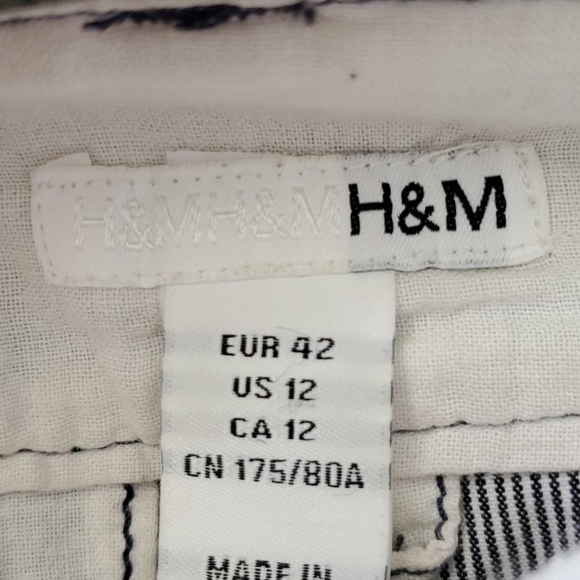 H&MH&MH&M
EUR 42
US 12
CA 12
CN 175/80A
MADE IN